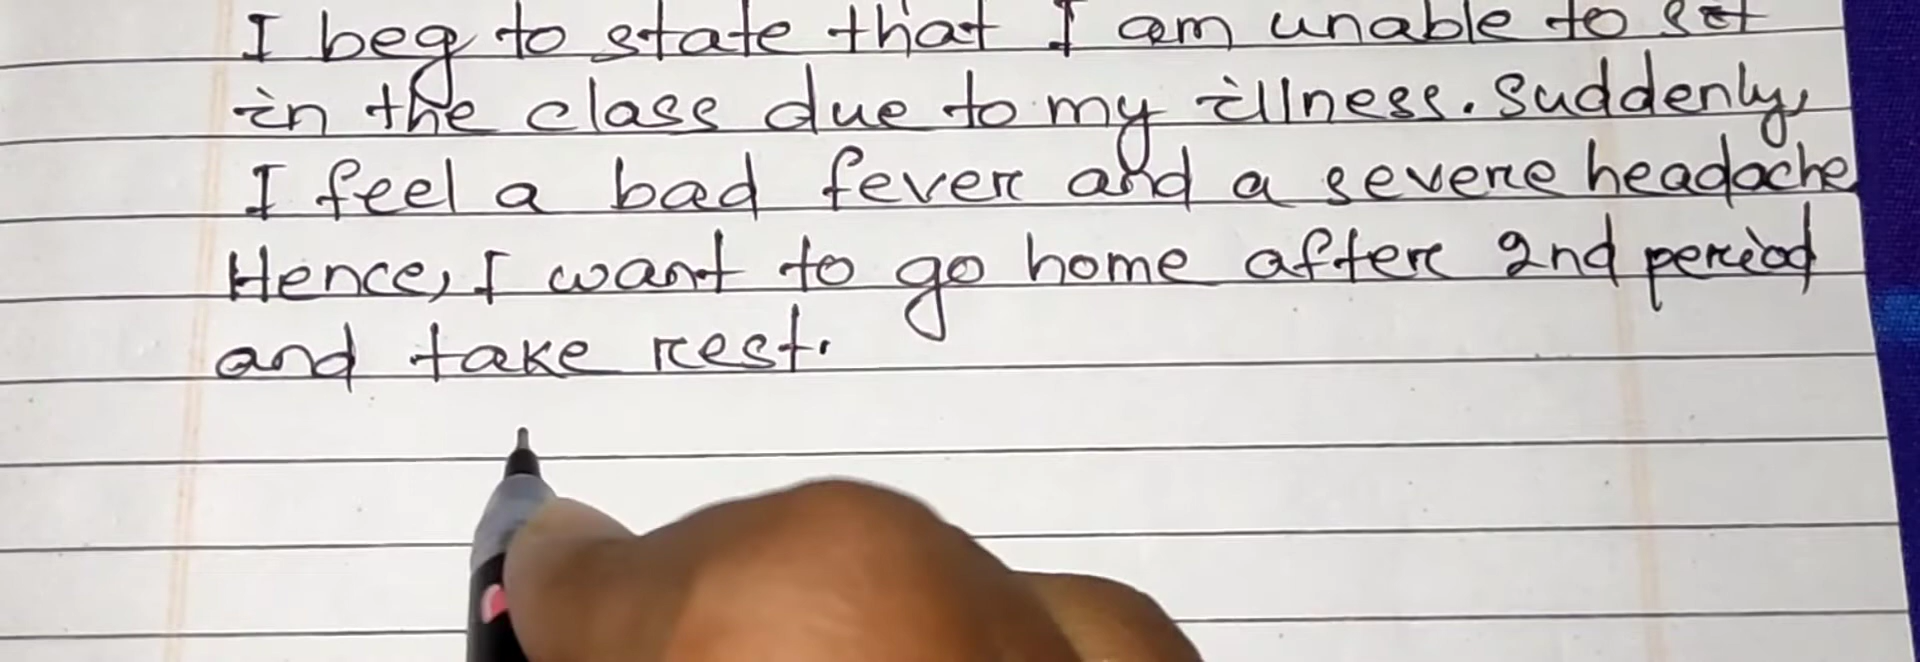 I beg to state that I am unable to sit
in the class due to my illness. Suddenly,
I feel a bad fever and a severe headache
Hence, I want to go home after 2nd period
and take rest.